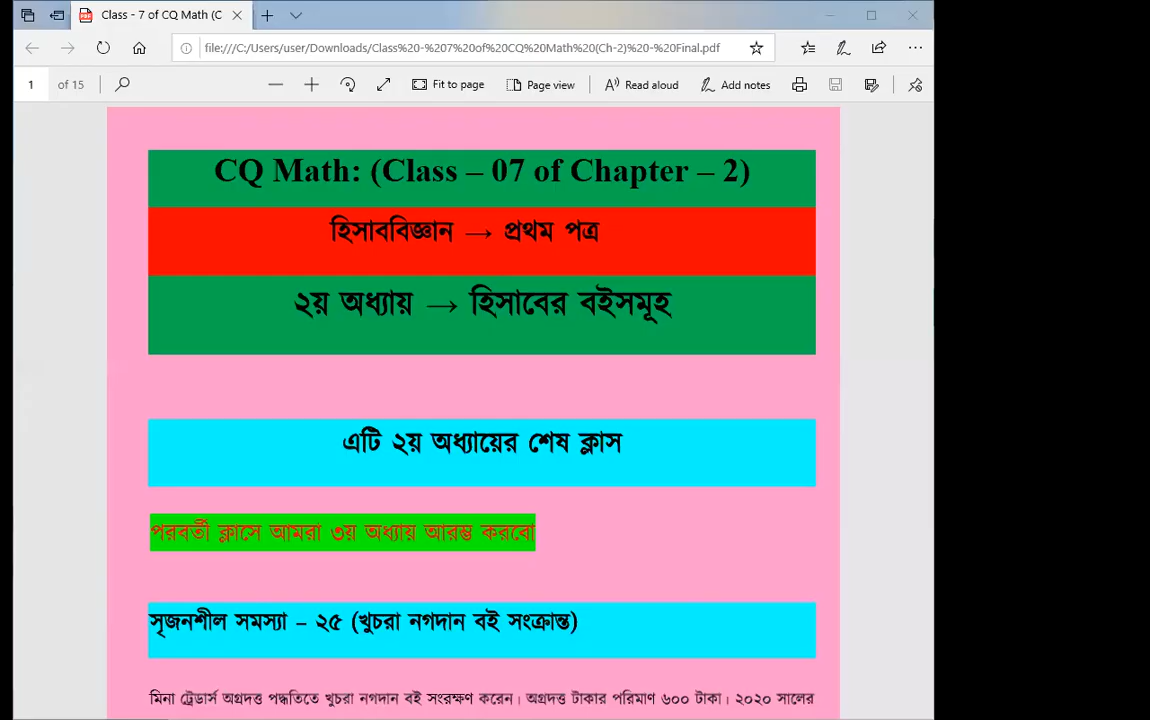 Class - 7 of CQ Math (C
file:///C:/Users/user/Downloads/Class%20-%207%20of%20CQ%20Math%20(Ch-2)%20-%20Final.pdf
1 of 15 Fit to page Page view Read aloud Add notes
CQ Math: (Class – 07 of Chapter – 2)
হিসাববিজ্ঞান → প্রথম পত্র
২য় অধ্যায় → হিসাবের বইসমূহ
এটি ২য় অধ্যায়ের শেষ ক্লাস
পরবর্তী ক্লাসে আমরা ৩য় অধ্যায় আরম্ভ করবো
সৃজনশীল সমস্যা – ২৫ (খুচরা নগদান বই সংক্রান্ত)
মিনা ট্রেডার্স অগ্রদত্ত পদ্ধতিতে খুচরা নগদান বই সংরক্ষণ করেন। অগ্রদত্ত টাকার পরিমাণ ৬০০ টাকা। ২০২০ সালের